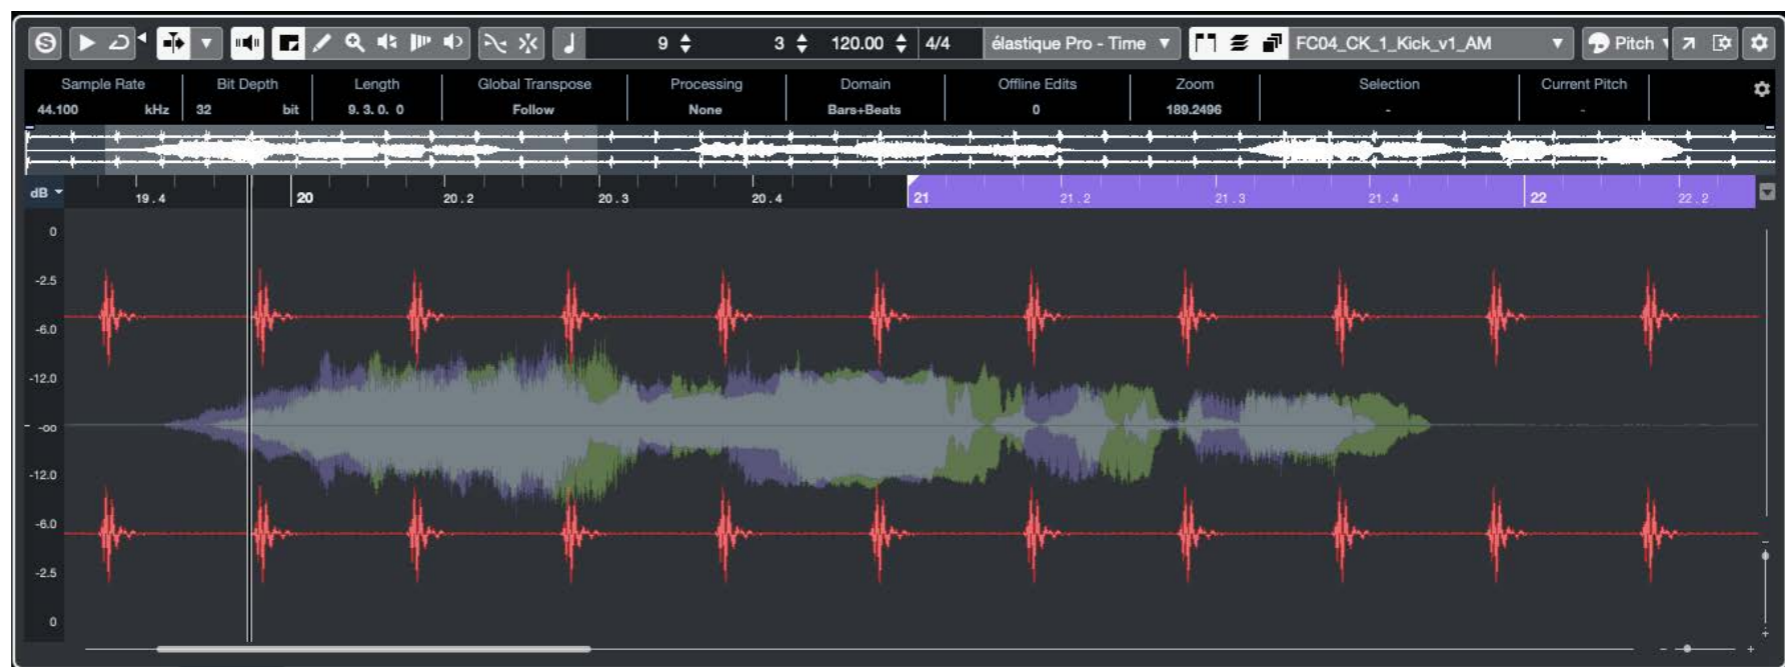 9 3 120.00 4/4 élastique Pro - Time FC04_CK_1_Kick_v1_AM Pitch
Sample Rate Bit Depth Length Global Transpose Processing Domain Offline Edits Zoom Selection Current Pitch
44.100 kHz 32 bit 9. 3. 0. 0 Follow None Bars+Beats 0 189.2496 - -
dB 19.4 20 20.2 20.3 20.4 21 21.2 21.3 21.4 22 22.2
0
-2.5
-6.0
-12.0
-oo
-12.0
-6.0
-2.5
0